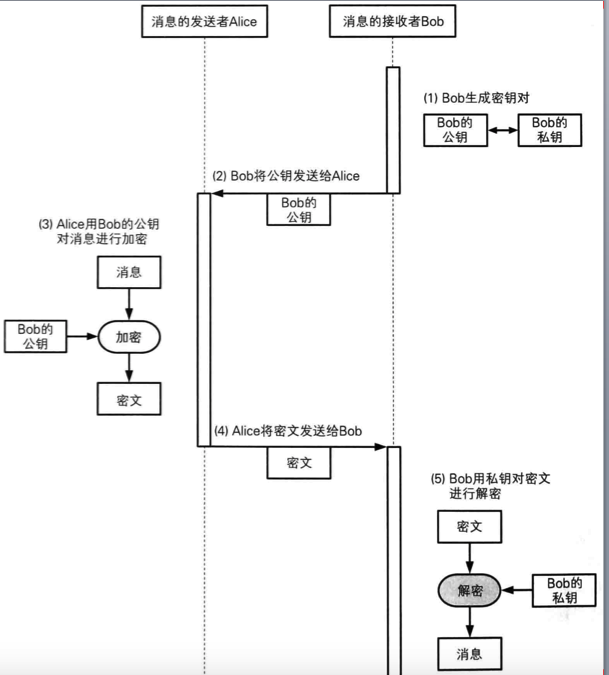 消息的发送者Alice
消息的接收者Bob
(1) Bob生成密钥对
Bob的
公钥
Bob的
私钥
(2) Bob将公钥发送给Alice
Bob的
公钥
(3) Alice用Bob的公钥
对消息进行加密
消息
Bob的
公钥
加密
密文
(4) Alice将密文发送给Bob
密文
(5) Bob用私钥对密文
进行解密
密文
解密
Bob的
私钥
消息